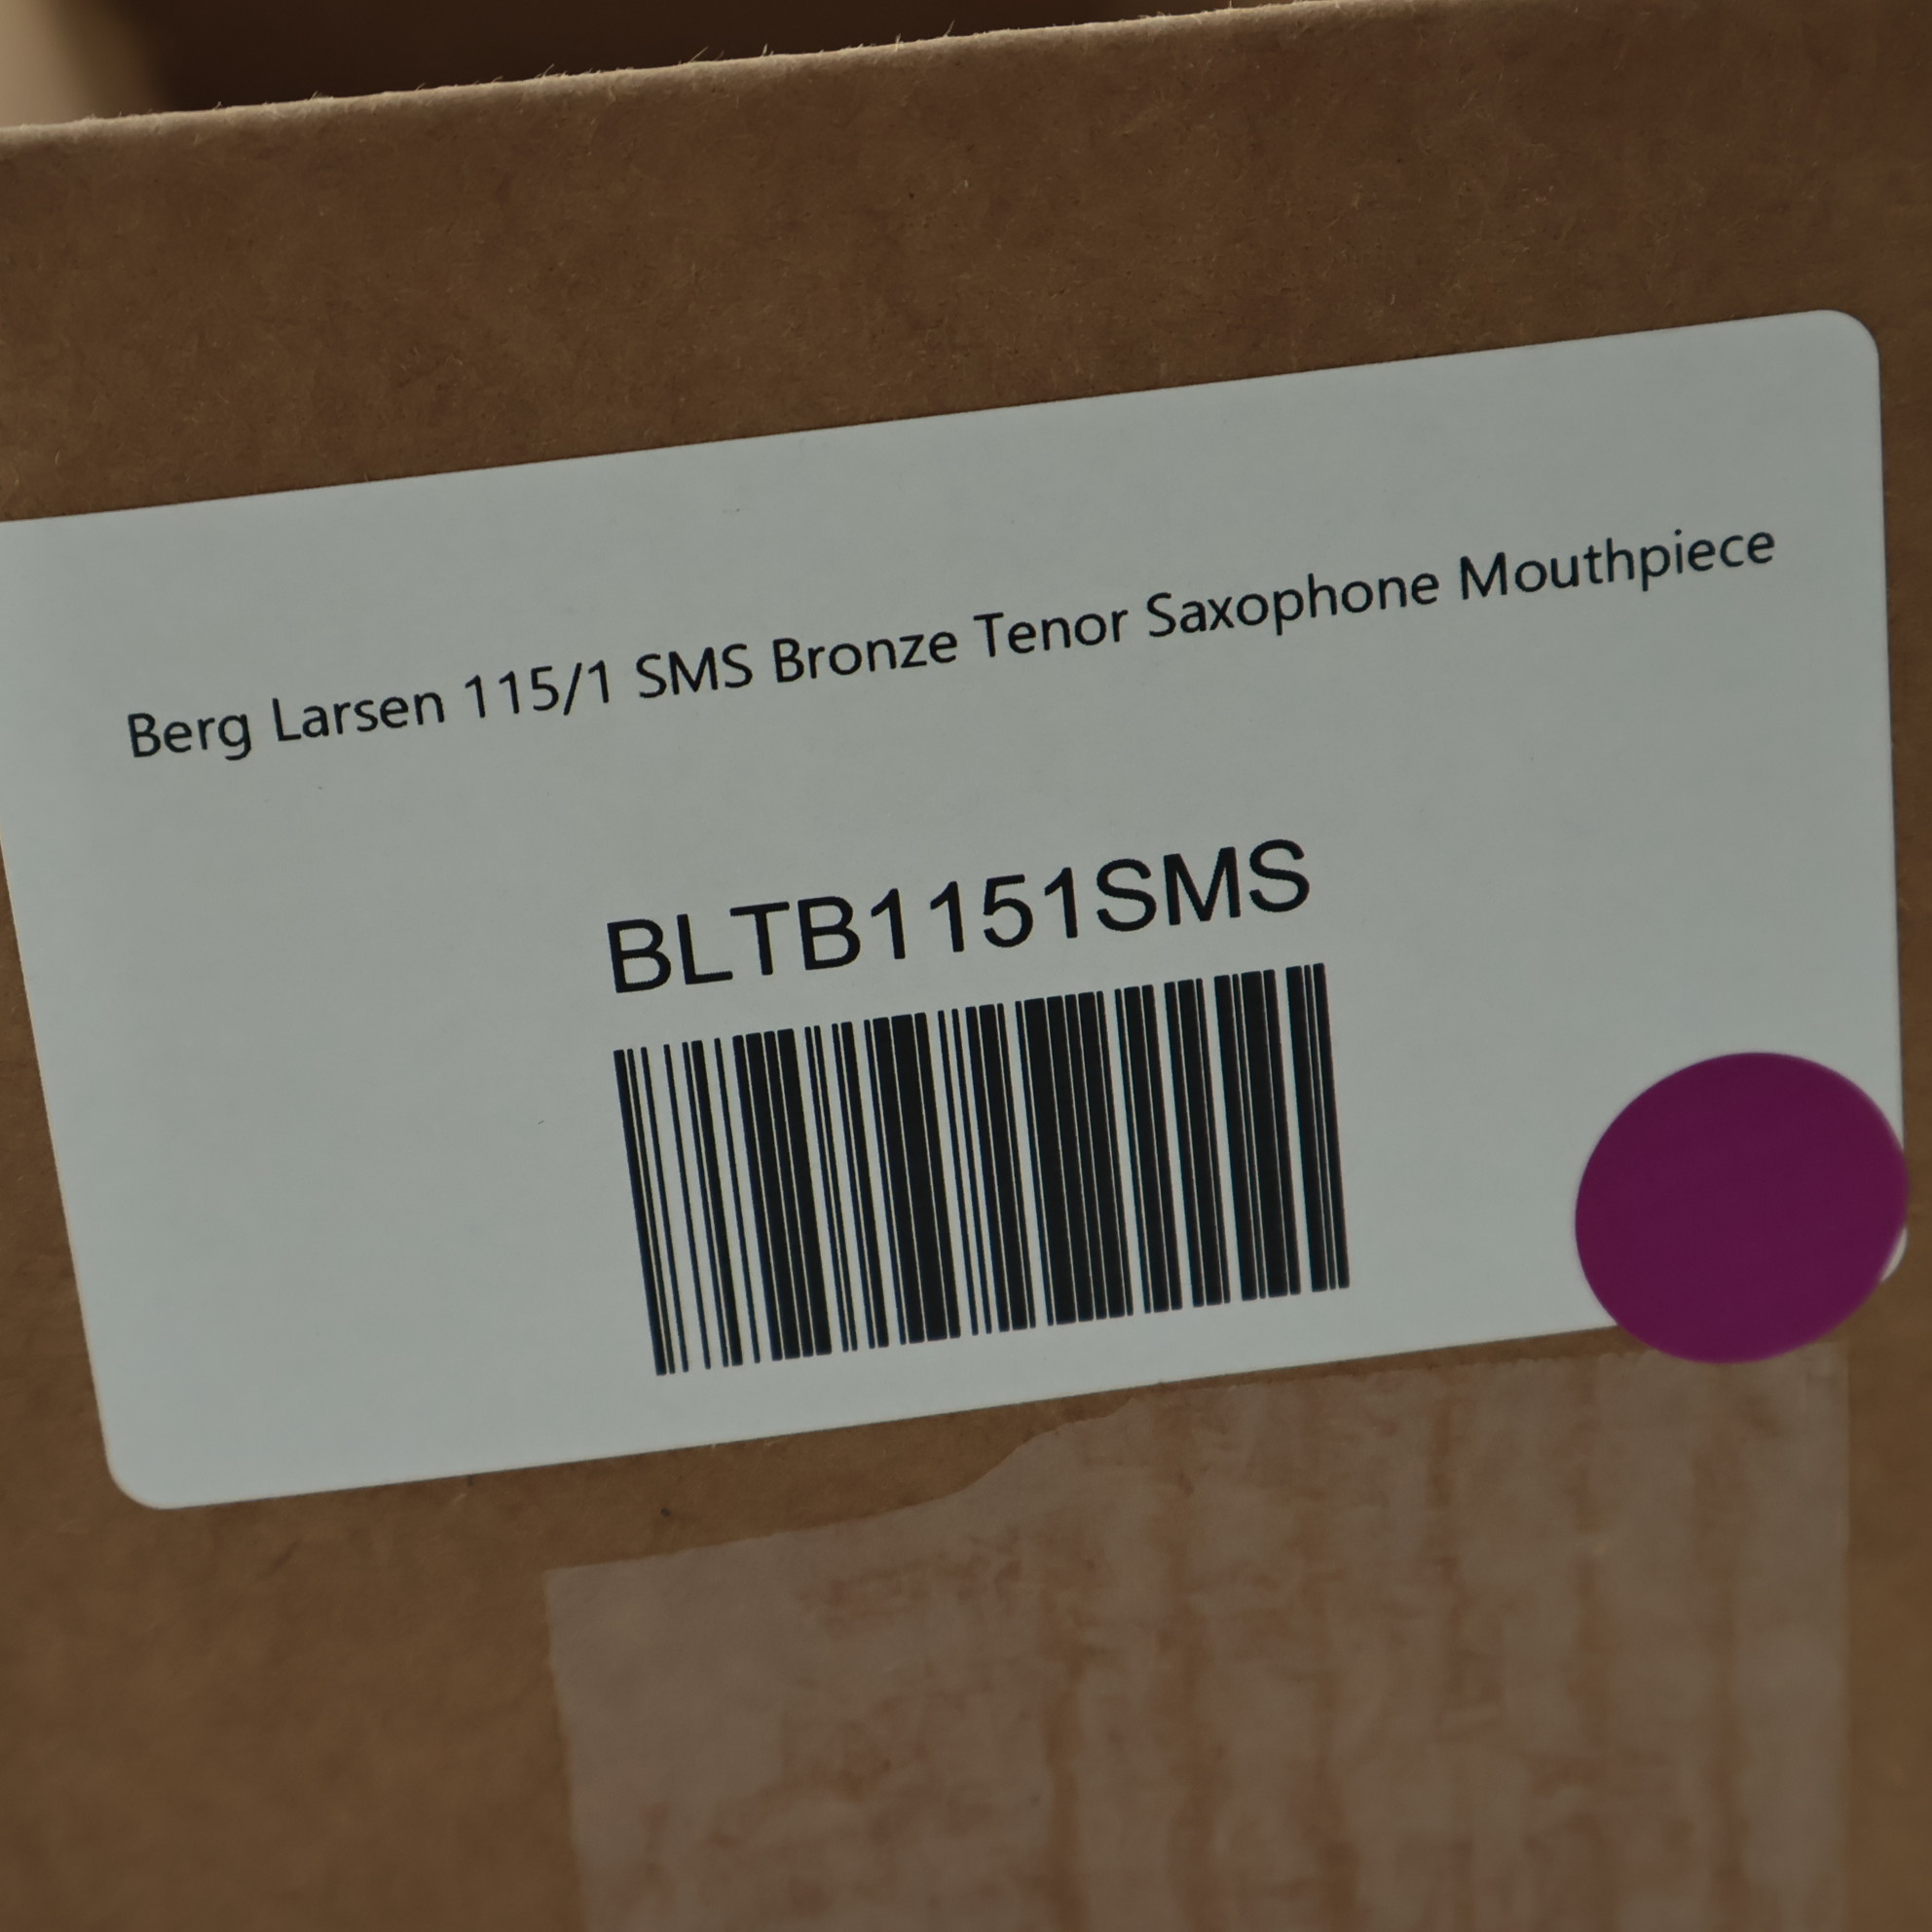 Berg Larsen 115/1 SMS Bronze Tenor Saxophone Mouthpiece
BLTB1151SMS